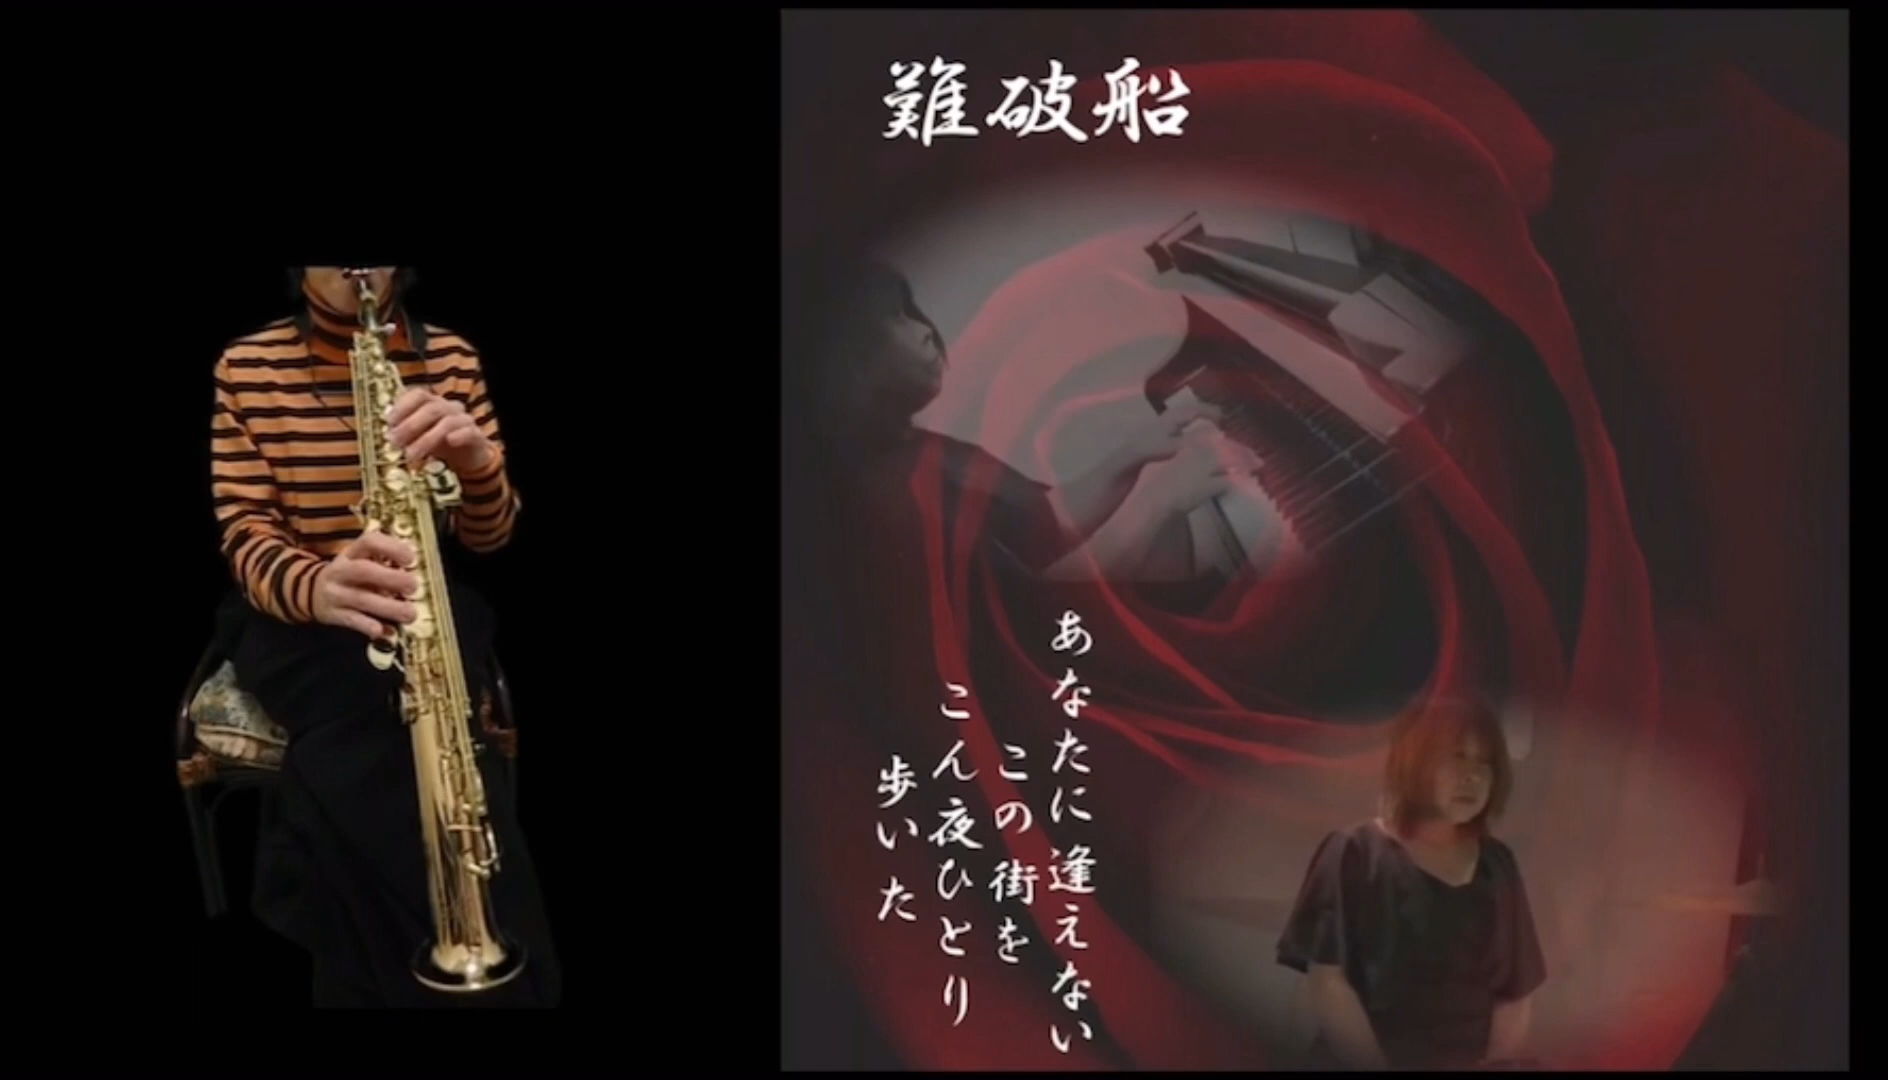 難破船
あなたに逢えない
この街を
こん夜ひとり
歩いた